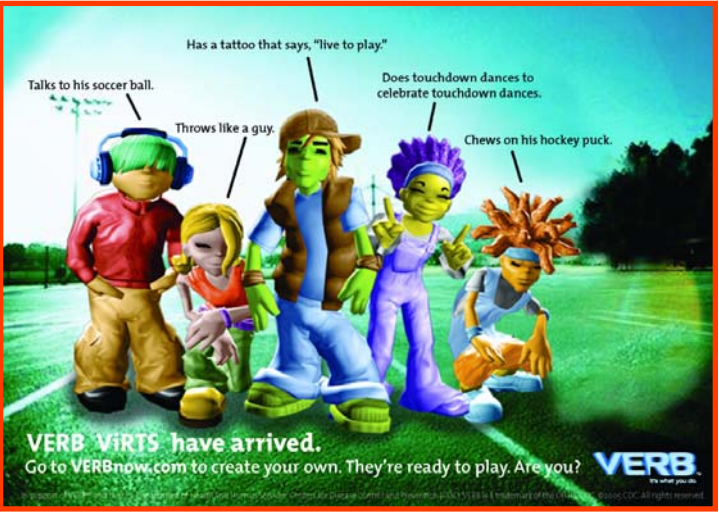 Has a tattoo that says, "live to play."
Talks to his soccer ball.
Does touchdown dances to
celebrate touchdown dances.
Throws like a guy.
Chews on his hockey puck.
VERB ViRTS have arrived.
Go to VERBnow.com to create your own. They're ready to play. Are you?
VERB
It's what you do.